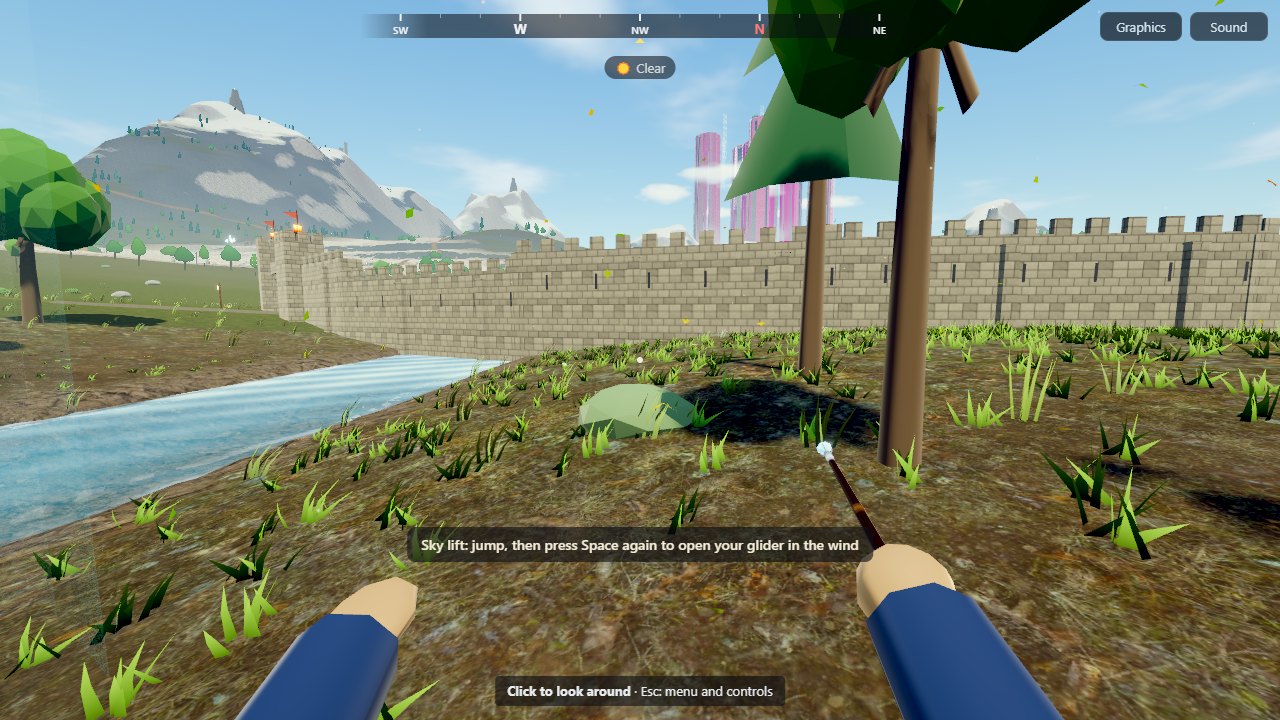 SW W NW N NE
Graphics
Sound
Clear
Sky lift: jump, then press Space again to open your glider in the wind
Click to look around · Esc: menu and controls